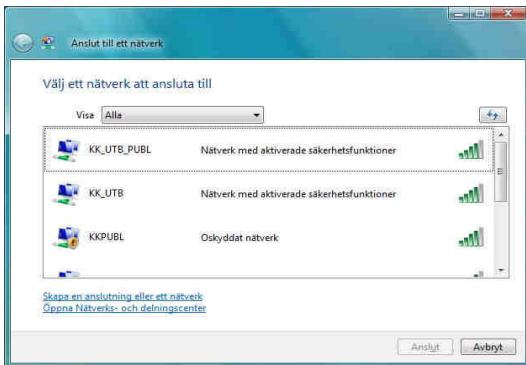 Anslut till ett nätverk
Välj ett nätverk att ansluta till
Visa Alla
KK_UTB_PUBL Nätverk med aktiverade säkerhetsfunktioner
KK_UTB Nätverk med aktiverade säkerhetsfunktioner
KKPUBL Oskyddat nätverk
Skapa en anslutning eller ett nätverk
Öppna Nätverks- och delningscenter
Anslut Avbryt